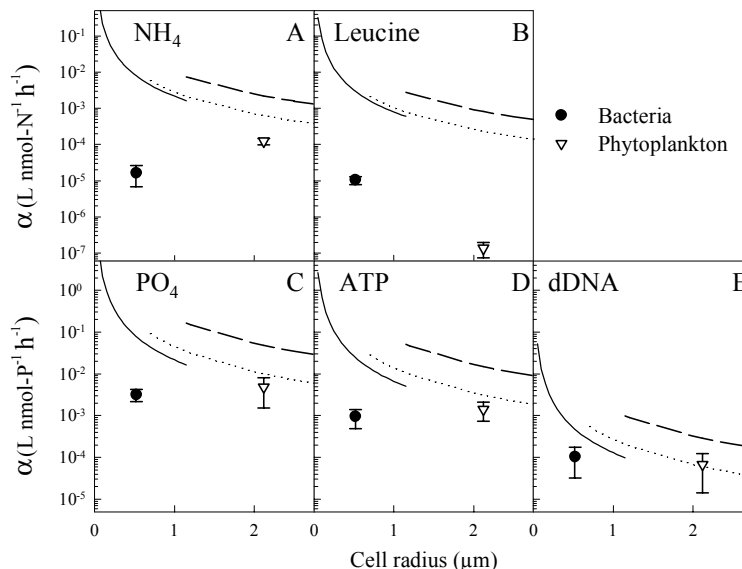 NH₄ A
Leucine B
10⁻¹
10⁻²
10⁻³
10⁻⁴
10⁻⁵
10⁻⁶
10⁻⁷
α (L nmol-N⁻¹ h⁻¹)
Bacteria
Phytoplankton
PO₄ C
ATP D
dDNA E
10⁰
10⁻¹
10⁻²
10⁻³
10⁻⁴
10⁻⁵
α(L nmol-P⁻¹ h⁻¹)
0 1 2 0 1 2 0 1 2
Cell radius (μm)